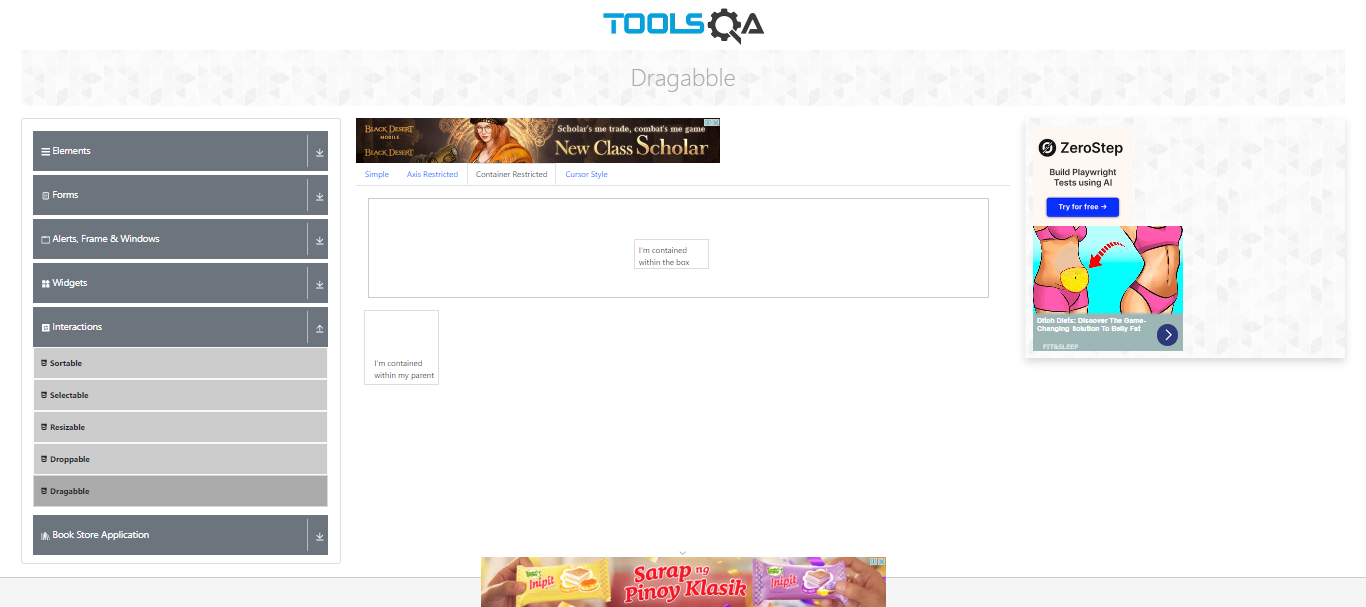 TOOLSQA
Dragabble
Elements
Forms
Alerts, Frame & Windows
Widgets
Interactions
Sortable
Selectable
Resizable
Droppable
Dragabble
Book Store Application
BLACK DESERT
MOBILE
BLACK DESERT
Scholar's me trade, combat's me game
New Class Scholar
Simple
Axis Restricted
Container Restricted
Cursor Style
I'm contained
within the box
I'm contained
within my parent
ZeroStep
Build Playwright
Tests using AI
Try for free →
Ditch Diets: Discover The Game-
Changing Solution To Belly Fat
FIT&SLEEP
Inipit
Sarap ng
Pinoy Klasik
Inipit